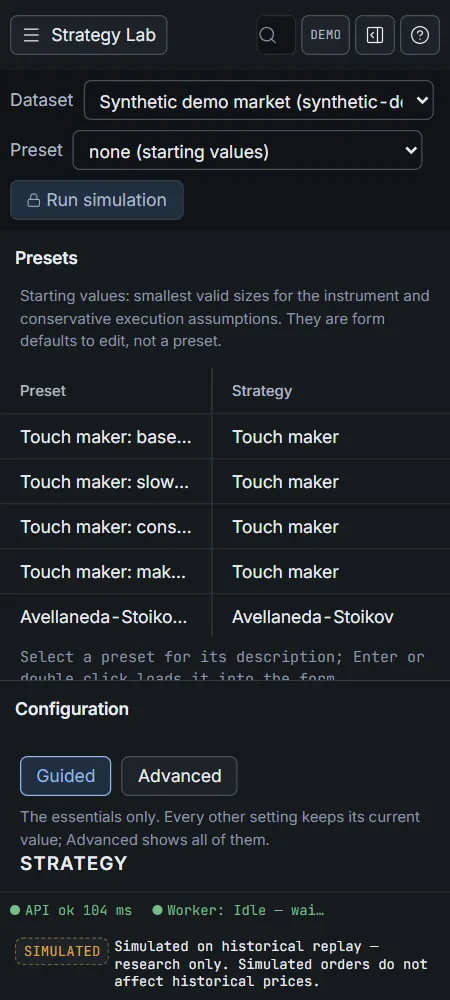 Strategy Lab
DEMO
Dataset
Synthetic demo market (synthetic-de
Preset
none (starting values)
Run simulation
Presets
Starting values: smallest valid sizes for the instrument and
conservative execution assumptions. They are form
defaults to edit, not a preset.
Preset Strategy
Touch maker: base... Touch maker
Touch maker: slow... Touch maker
Touch maker: cons... Touch maker
Touch maker: mak... Touch maker
Avellaneda-Stoiko... Avellaneda-Stoikov
Select a preset for its description; Enter or
double click loads it into the form
Configuration
Guided Advanced
The essentials only. Every other setting keeps its current
value; Advanced shows all of them.
STRATEGY
API ok 104 ms Worker: Idle — wai…
SIMULATED
Simulated on historical replay —
research only. Simulated orders do not
affect historical prices.